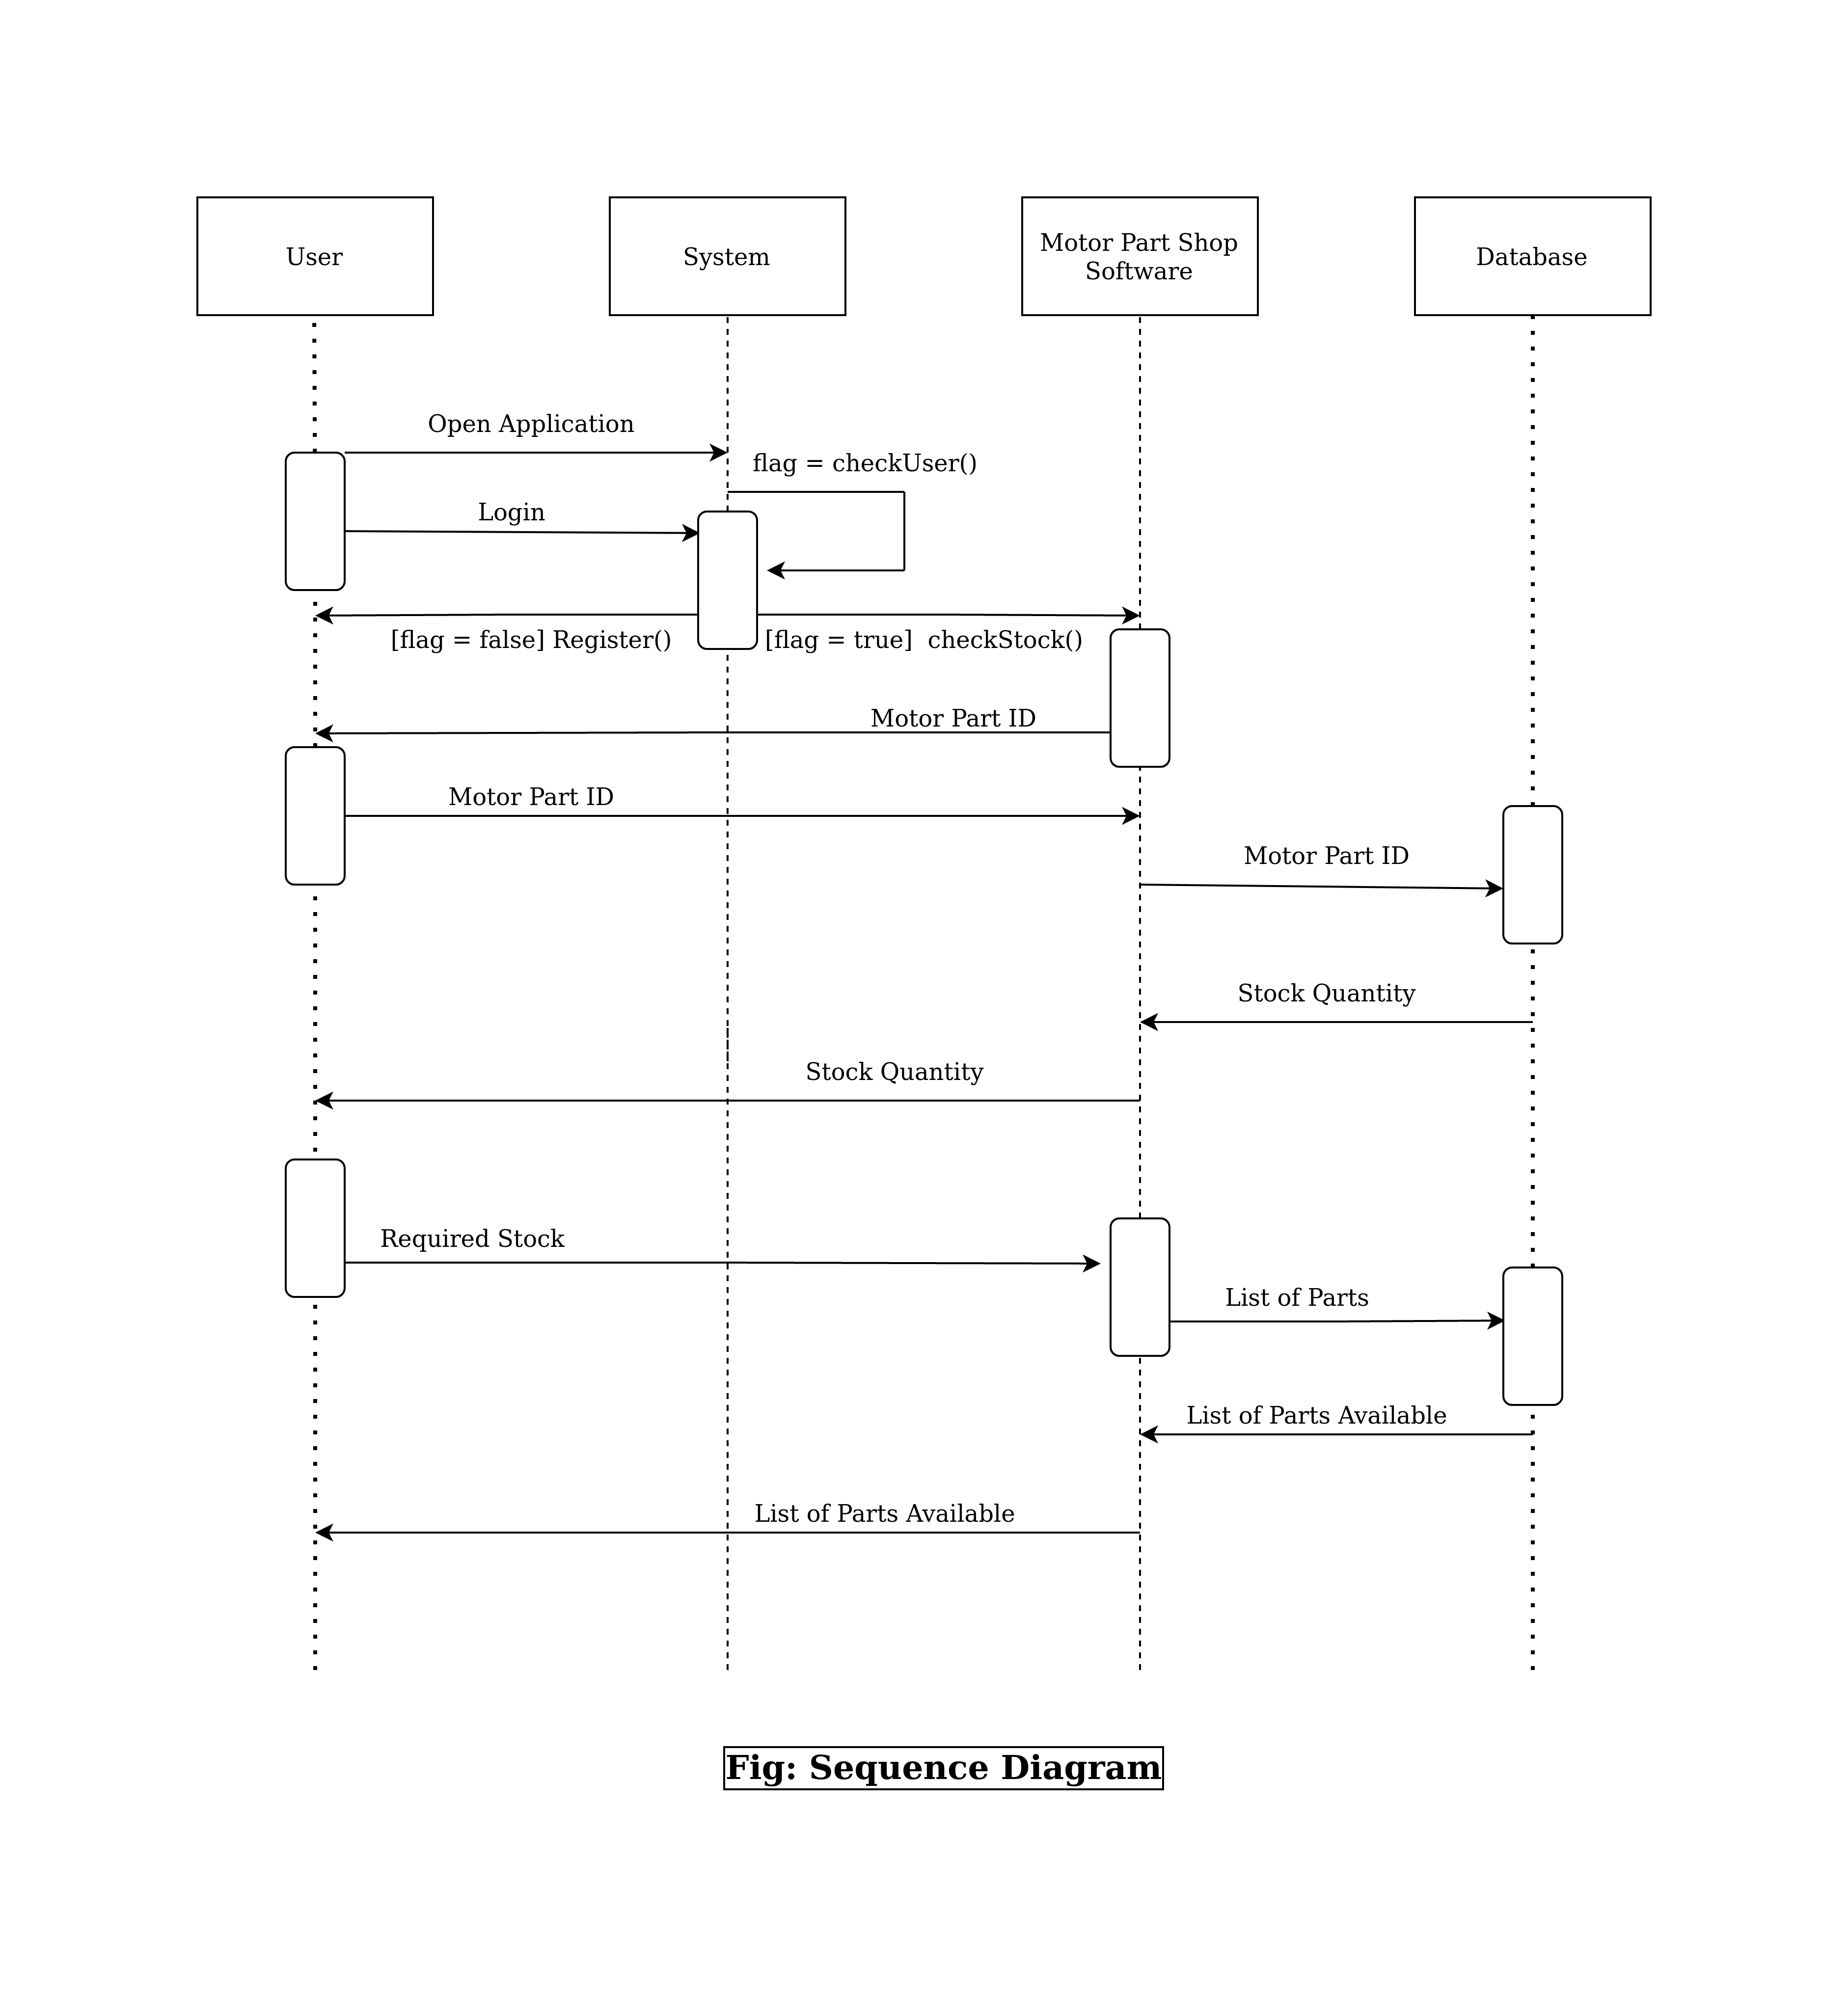 User
System
Motor Part Shop
Software
Database
Open Application
flag = checkUser()
Login
[flag = false] Register()
[flag = true]  checkStock()
Motor Part ID
Motor Part ID
Motor Part ID
Stock Quantity
Stock Quantity
Required Stock
List of Parts
List of Parts Available
List of Parts Available
Fig: Sequence Diagram